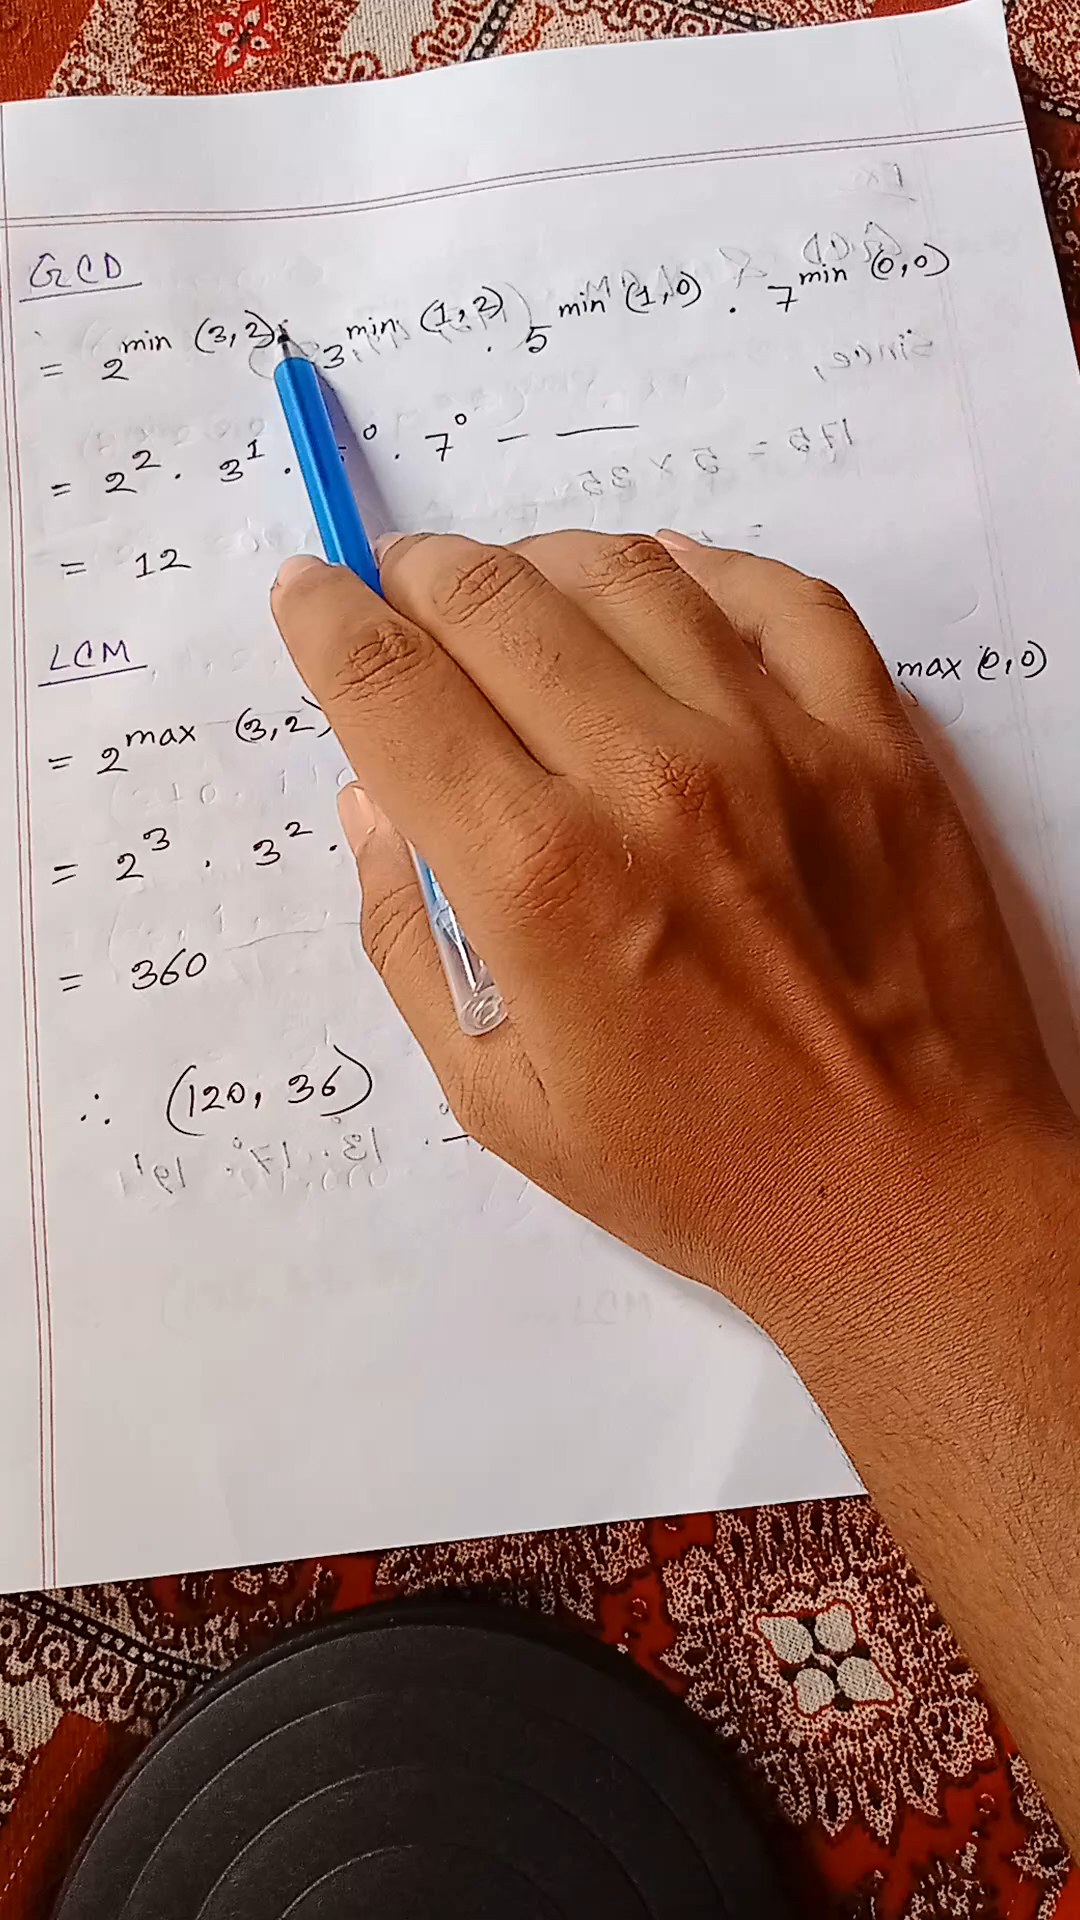 GCD
= 2^min (3,2) . 3^min (1,2) . 5^min (1,0) . 7^min (0,0)
= 2^2 . 3^1 . ^0 . 7^0 - —
= 12
LCM
= 2^max (3,2) max (0,0)
= 2^3 . 3^2 .
= 360
∴ (120, 36)